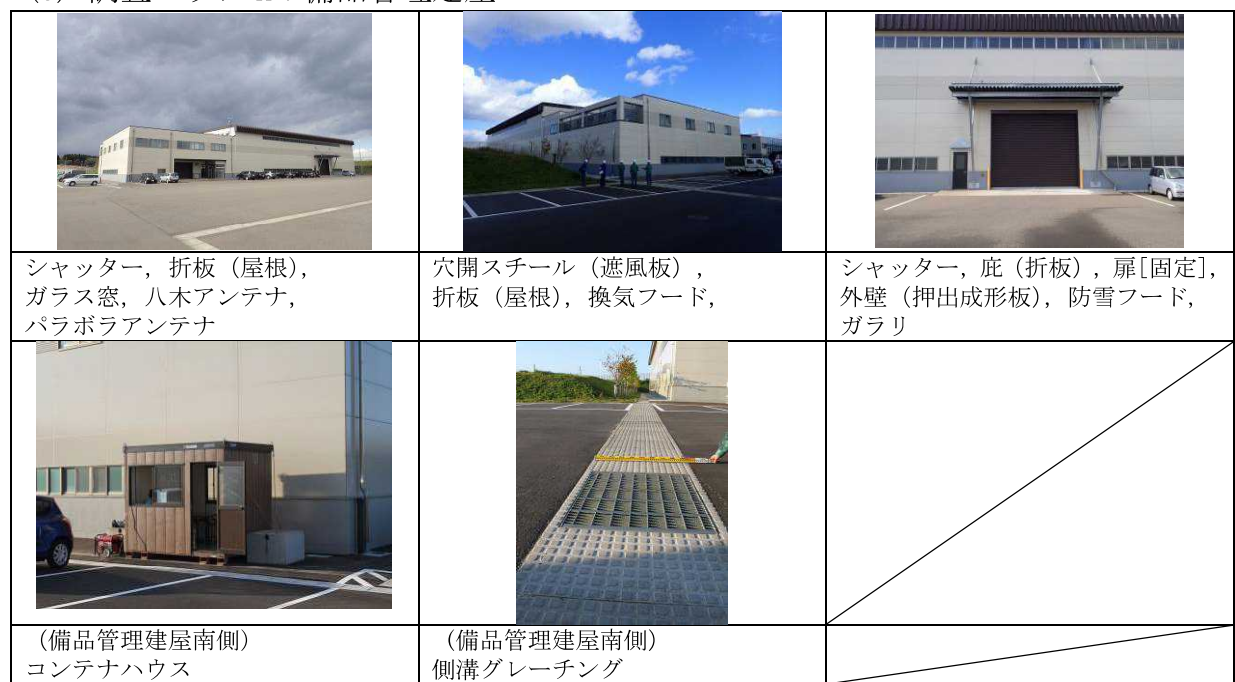 シャッター，折板（屋根），
ガラス窓，八木アンテナ，
パラボラアンテナ
穴開スチール（遮風板），
折板（屋根），換気フード，
シャッター，庇（折板），扉[固定]，
外壁（押出成形板），防雪フード，
ガラリ
（備品管理建屋南側）
コンテナハウス
（備品管理建屋南側）
側溝グレーチング